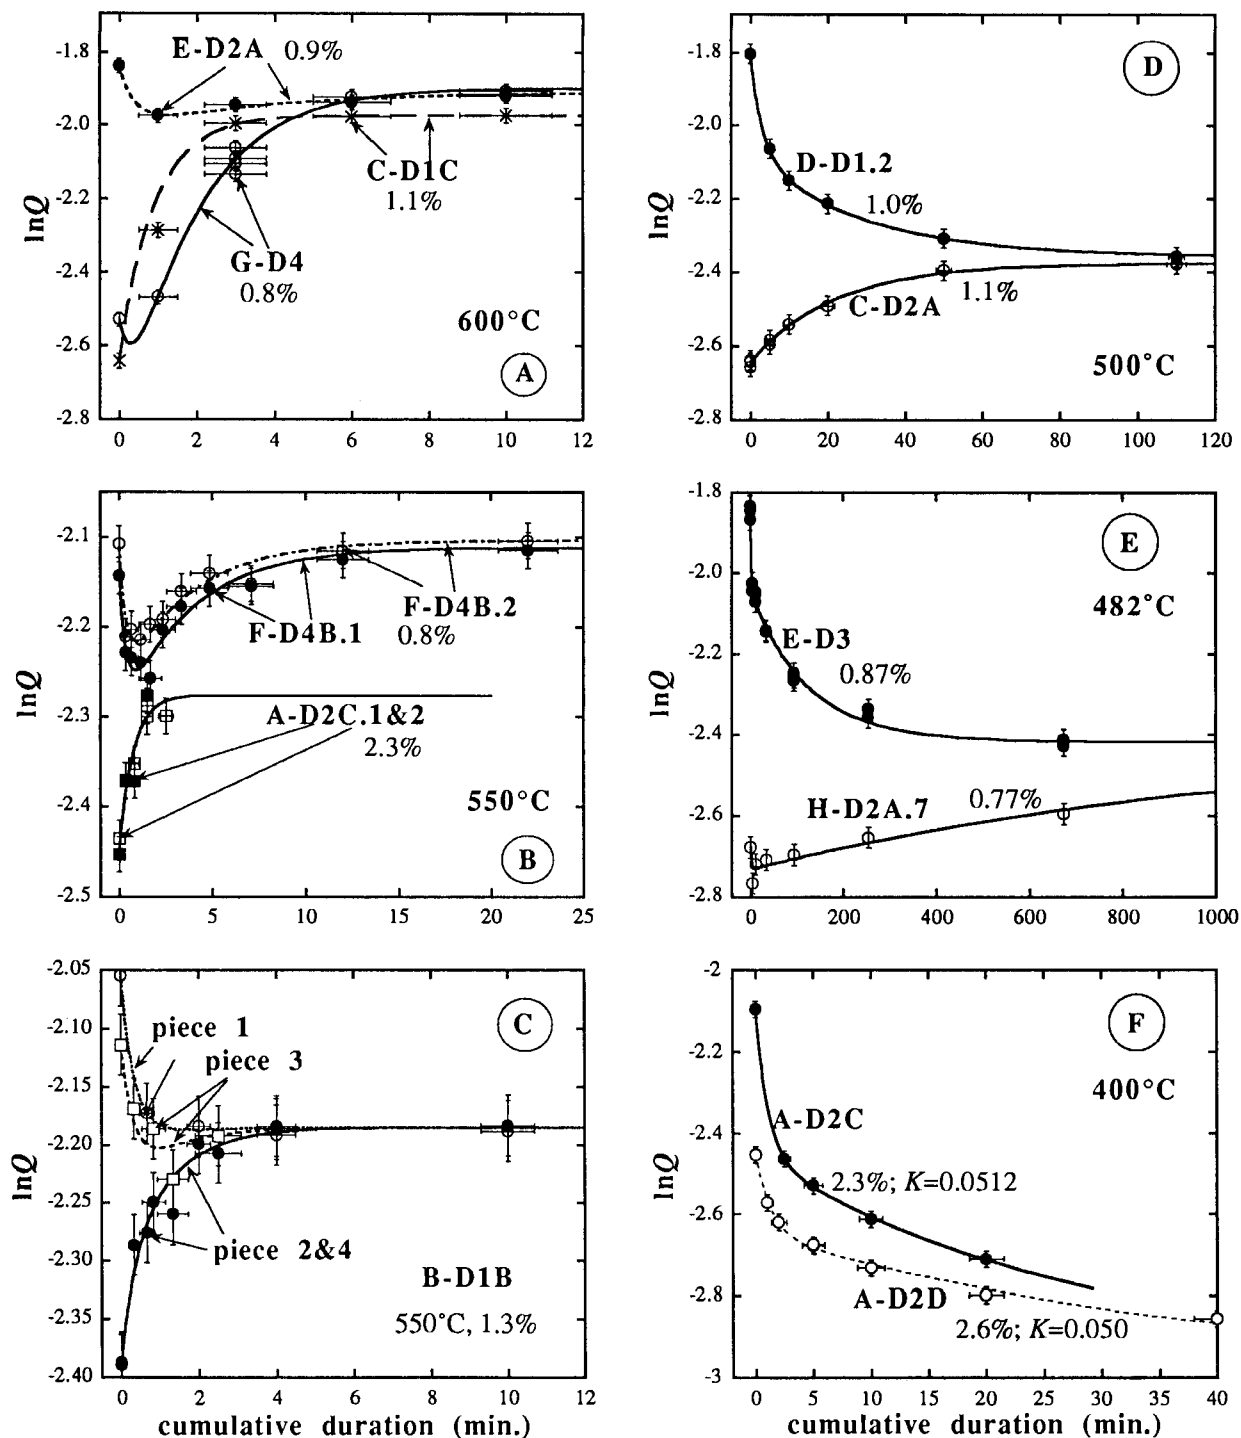 -1.8
-2.0
-2.2
-2.4
-2.6
-2.8
lnQ
E-D2A 0.9%
C-D1C
1.1%
G-D4
0.8%
600°C
A
0 2 4 6 8 10 12
-1.8
-2.0
-2.2
-2.4
-2.6
-2.8
lnQ
D
D-D1.2
1.0%
C-D2A 1.1%
500°C
0 20 40 60 80 100 120
-2.1
-2.2
-2.3
-2.4
-2.5
lnQ
F-D4B.2
F-D4B.1 0.8%
A-D2C.1&2
2.3%
550°C
B
0 5 10 15 20 25
-1.8
-2.0
-2.2
-2.4
-2.6
-2.8
lnQ
E
482°C
E-D3
0.87%
H-D2A.7 0.77%
0 200 400 600 800 1000
-2.05
-2.10
-2.15
-2.20
-2.25
-2.30
-2.35
-2.40
lnQ
C
piece 1
piece 3
piece 2&4
B-D1B
550°C, 1.3%
0 2 4 6 8 10 12
cumulative duration (min.)
-2
-2.2
-2.4
-2.6
-2.8
-3
lnQ
F
400°C
A-D2C
2.3%; K=0.0512
A-D2D
2.6%; K=0.050
0 5 10 15 20 25 30 35 40
cumulative duration (min.)